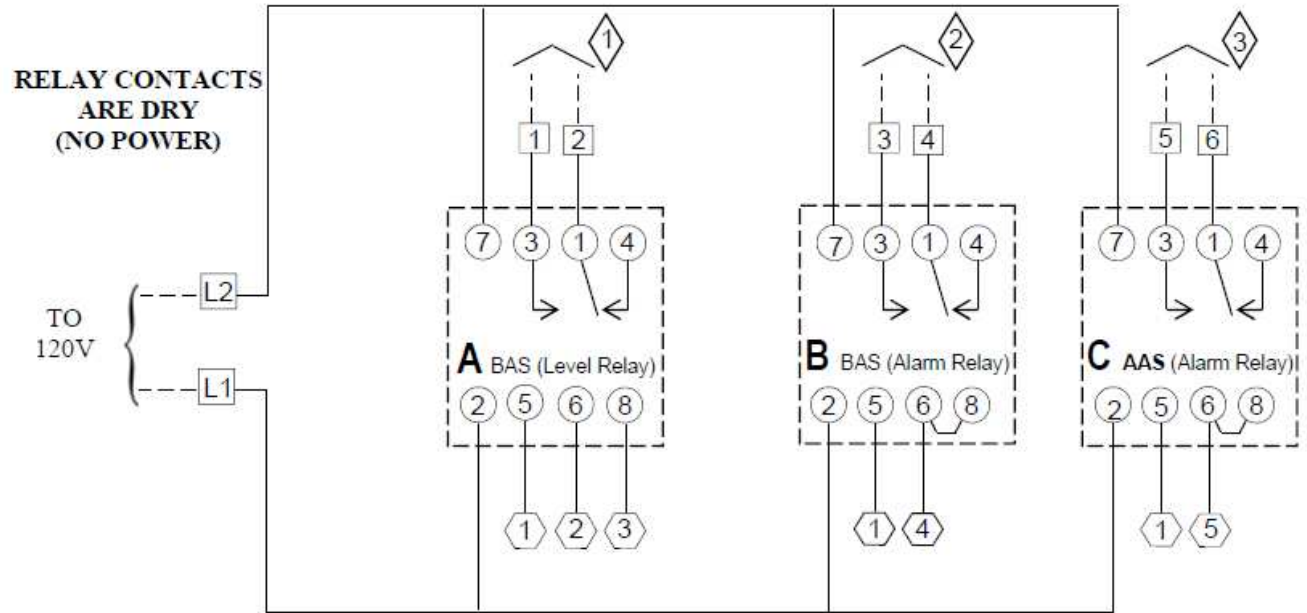 1 2 3
RELAY CONTACTS
ARE DRY
(NO POWER)
1 2 3 4 5 6
7 3 1 4 7 3 1 4 7 3 1 4
L2
TO
120V
A BAS (Level Relay) B BAS (Alarm Relay) C AAS (Alarm Relay)
L1
2 5 6 8 2 5 6 8 2 5 6 8
1 2 3 1 4 1 5